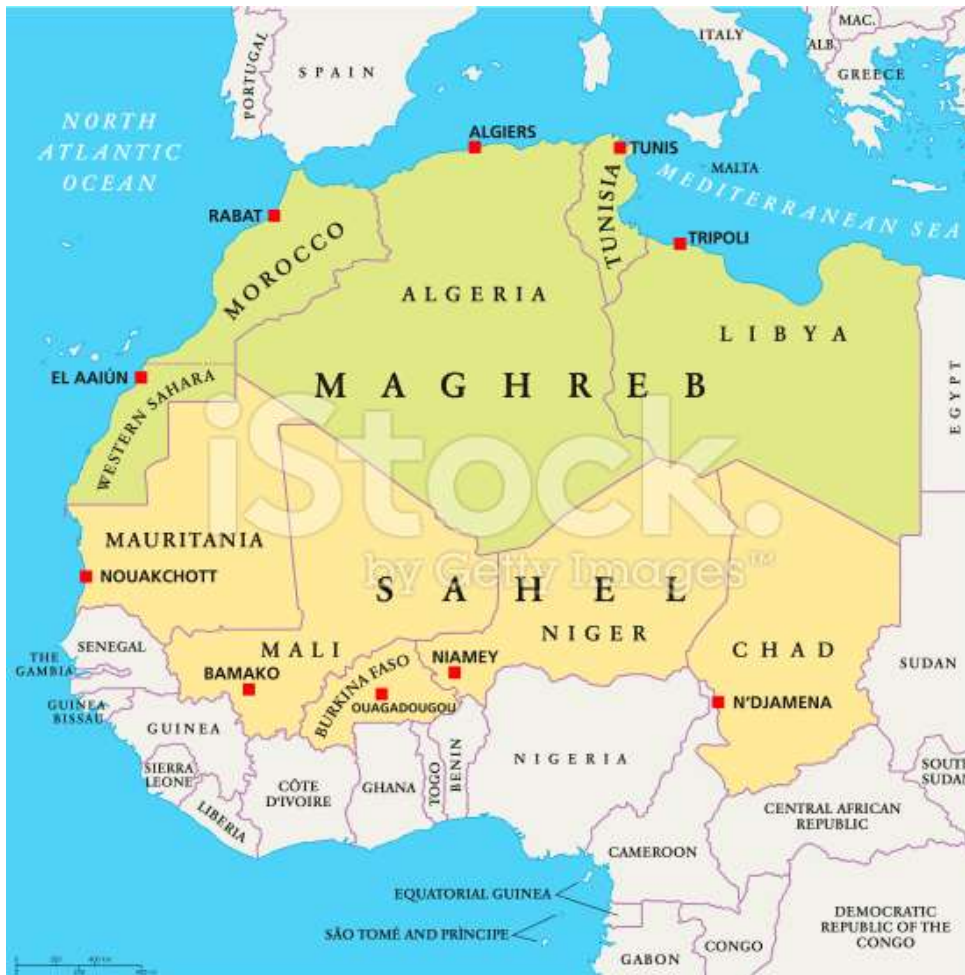 ITALY
MAC.
ALB.
GREECE
PORTUGAL
SPAIN
NORTH
ATLANTIC
OCEAN
ALGIERS
TUNIS
MALTA
MEDITERRANEAN SEA
RABAT
MOROCCO
TUNISIA
TRIPOLI
ALGERIA
LIBYA
EL AAIÚN
WESTERN SAHARA
MAGHREB
EGYPT
iStock.
by Getty Images™
MAURITANIA
NOUAKCHOTT
SAHEL
SENEGAL
MALI
NIGER
CHAD
SUDAN
THE
GAMBIA
BAMAKO
BURKINA FASO
NIAMEY
OUAGADOUGOU
N'DJAMENA
GUINEA
BISSAU
GUINEA
SIERRA
LEONE
LIBERIA
CÔTE
D'IVOIRE
GHANA
TOGO
BENIN
NIGERIA
SOUTH
SUDAN
CENTRAL AFRICAN
REPUBLIC
CAMEROON
EQUATORIAL GUINEA
SÃO TOMÉ AND PRÍNCIPE
GABON
CONGO
DEMOCRATIC
REPUBLIC OF THE
CONGO